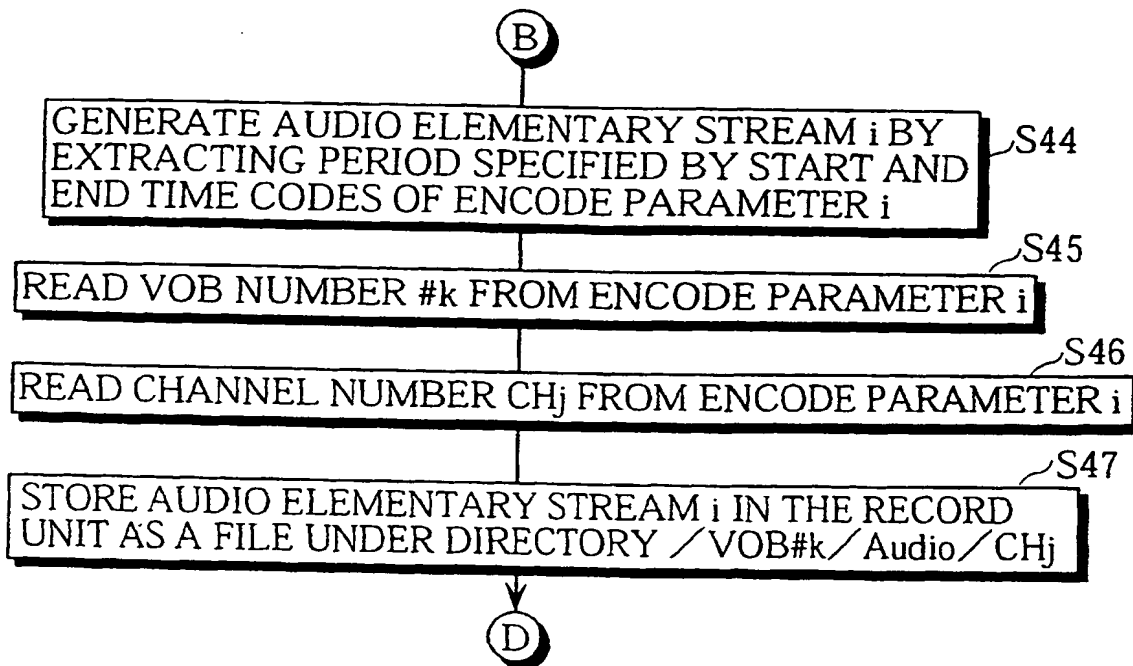 B
GENERATE AUDIO ELEMENTARY STREAM i BY
EXTRACTING PERIOD SPECIFIED BY START AND
END TIME CODES OF ENCODE PARAMETER i
S44
S45
READ VOB NUMBER #k FROM ENCODE PARAMETER i
S46
READ CHANNEL NUMBER CHj FROM ENCODE PARAMETER i
S47
STORE AUDIO ELEMENTARY STREAM i IN THE RECORD
UNIT AS A FILE UNDER DIRECTORY /VOB#k/Audio/CHj
D